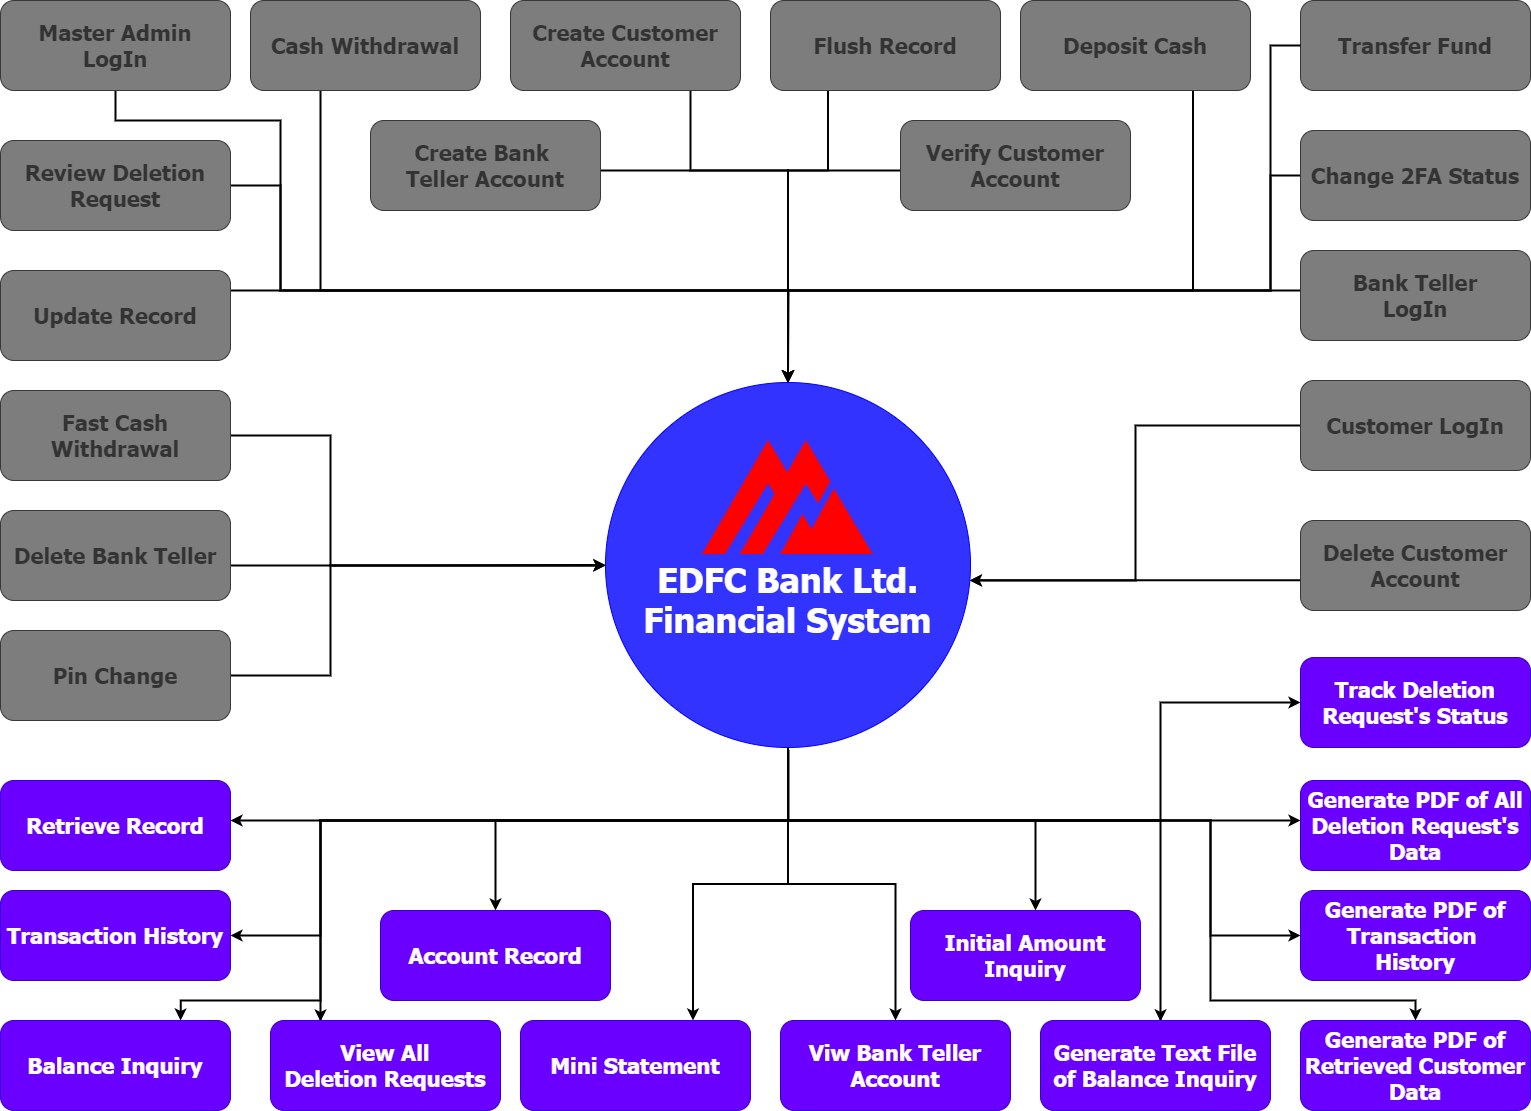 Master Admin
LogIn
Cash Withdrawal
Create Customer
Account
Flush Record
Deposit Cash
Transfer Fund
Create Bank
Teller Account
Verify Customer
Account
Review Deletion
Request
Change 2FA Status
Update Record
Bank Teller
LogIn
Fast Cash
Withdrawal
Customer LogIn
Delete Bank Teller
Delete Customer
Account
Pin Change
EDFC Bank Ltd.
Financial System
Track Deletion
Request's Status
Retrieve Record
Generate PDF of All
Deletion Request's
Data
Transaction History
Account Record
Initial Amount
Inquiry
Generate PDF of
Transaction
History
Balance Inquiry
View All
Deletion Requests
Mini Statement
Viw Bank Teller
Account
Generate Text File
of Balance Inquiry
Generate PDF of
Retrieved Customer
Data